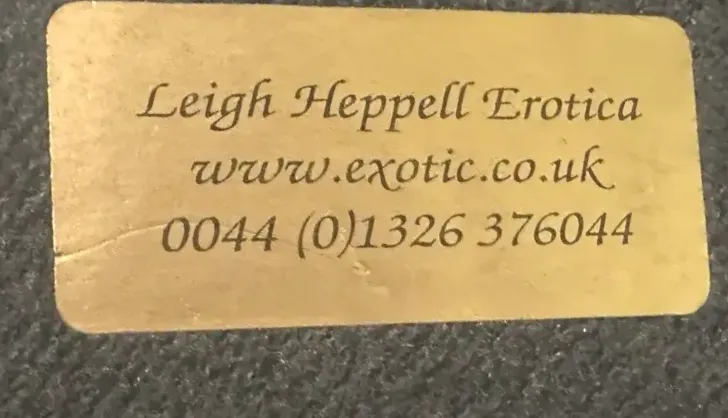 Leigh Heppell Erotica
www.exotic.co.uk
0044 (0)1326 376044